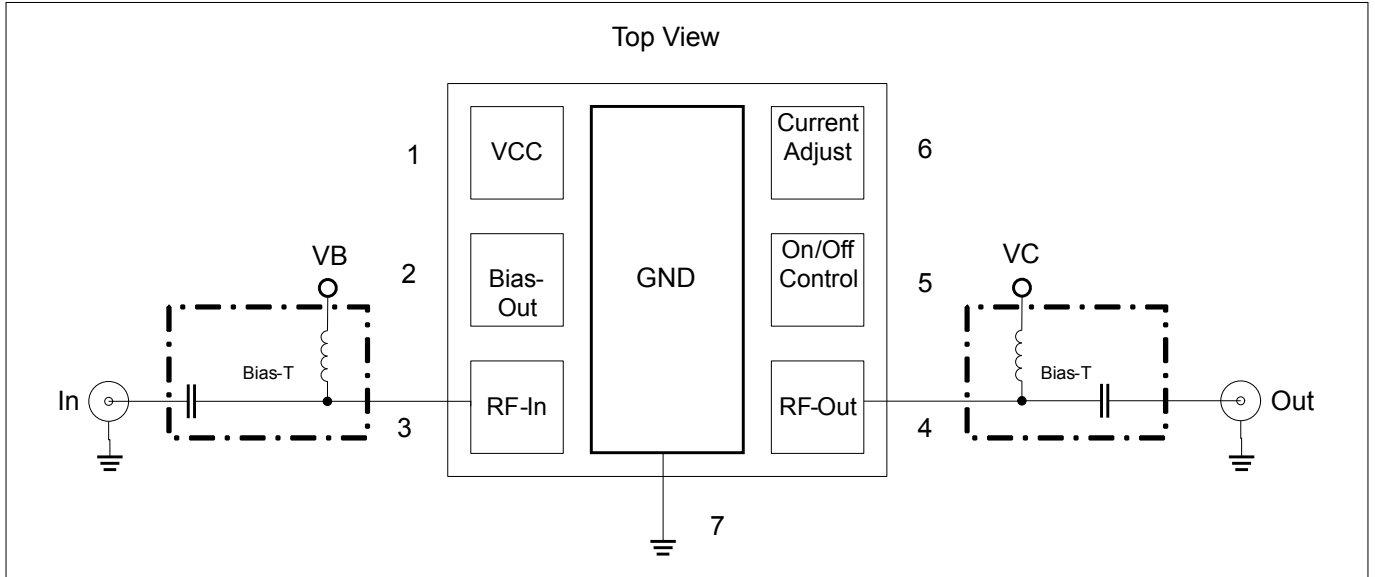 Top View
1
VCC
Current
Adjust
6
VB
2
Bias-
Out
GND
On/Off
Control
5
VC
In
Bias-T
3
RF-In
RF-Out
4
Bias-T
Out
7